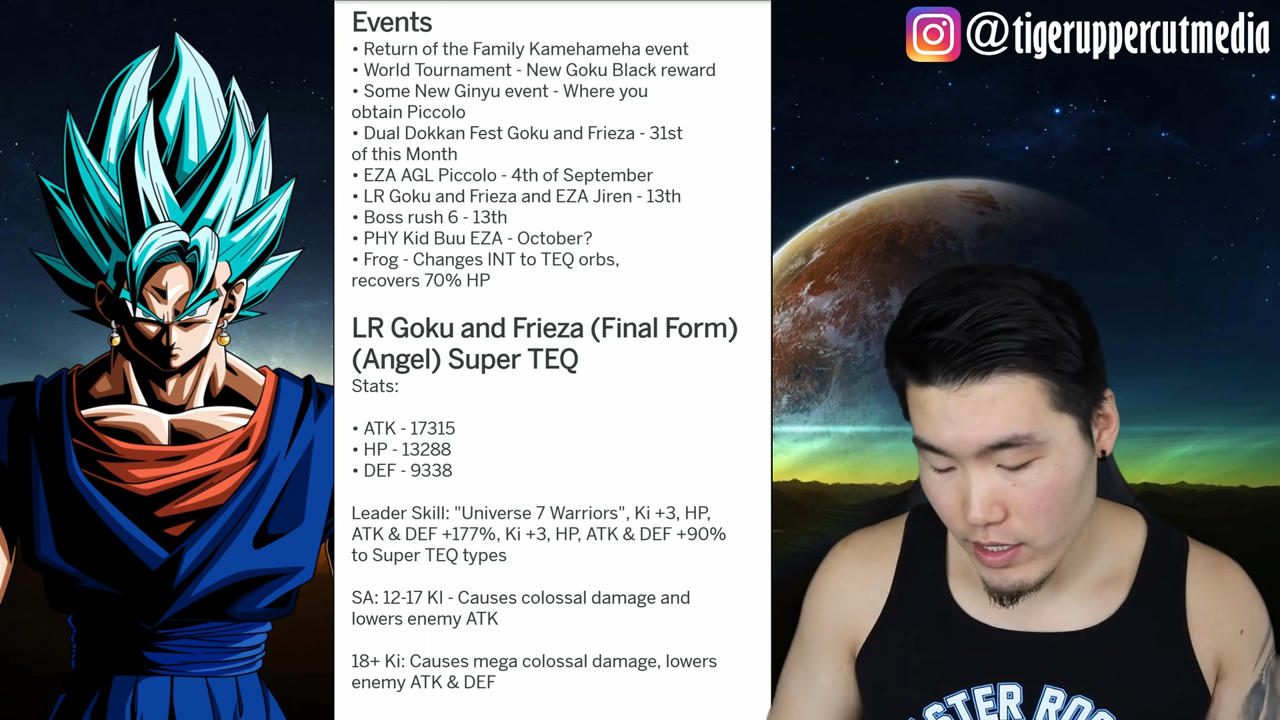 Events
• Return of the Family Kamehameha event
• World Tournament - New Goku Black reward
• Some New Ginyu event - Where you
obtain Piccolo
• Dual Dokkan Fest Goku and Frieza - 31st
of this Month
• EZA AGL Piccolo - 4th of September
• LR Goku and Frieza and EZA Jiren - 13th
• Boss rush 6 - 13th
• PHY Kid Buu EZA - October?
• Frog - Changes INT to TEQ orbs,
recovers 70% HP
LR Goku and Frieza (Final Form)
(Angel) Super TEQ
Stats:
• ATK - 17315
• HP - 13288
• DEF - 9338
Leader Skill: "Universe 7 Warriors", Ki +3, HP,
ATK & DEF +177%, Ki +3, HP, ATK & DEF +90%
to Super TEQ types
SA: 12-17 KI - Causes colossal damage and
lowers enemy ATK
18+ Ki: Causes mega colossal damage, lowers
enemy ATK & DEF
@tigeruppercutmedia